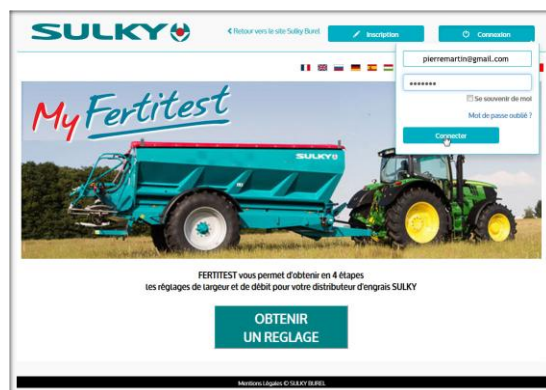 SULKY
Retour vers le site Sulky Burel
Inscription
Connexion
pierremartin@gmail.com
•••••••
Se souvenir de moi
Mot de passe oublié ?
Connecter
My Fertitest
SULKY
FERTITEST vous permet d'obtenir en 4 étapes
les réglages de largeur et de débit pour votre distributeur d'engrais SULKY
OBTENIR
UN REGLAGE
Mentions Légales © SULKY BUREL